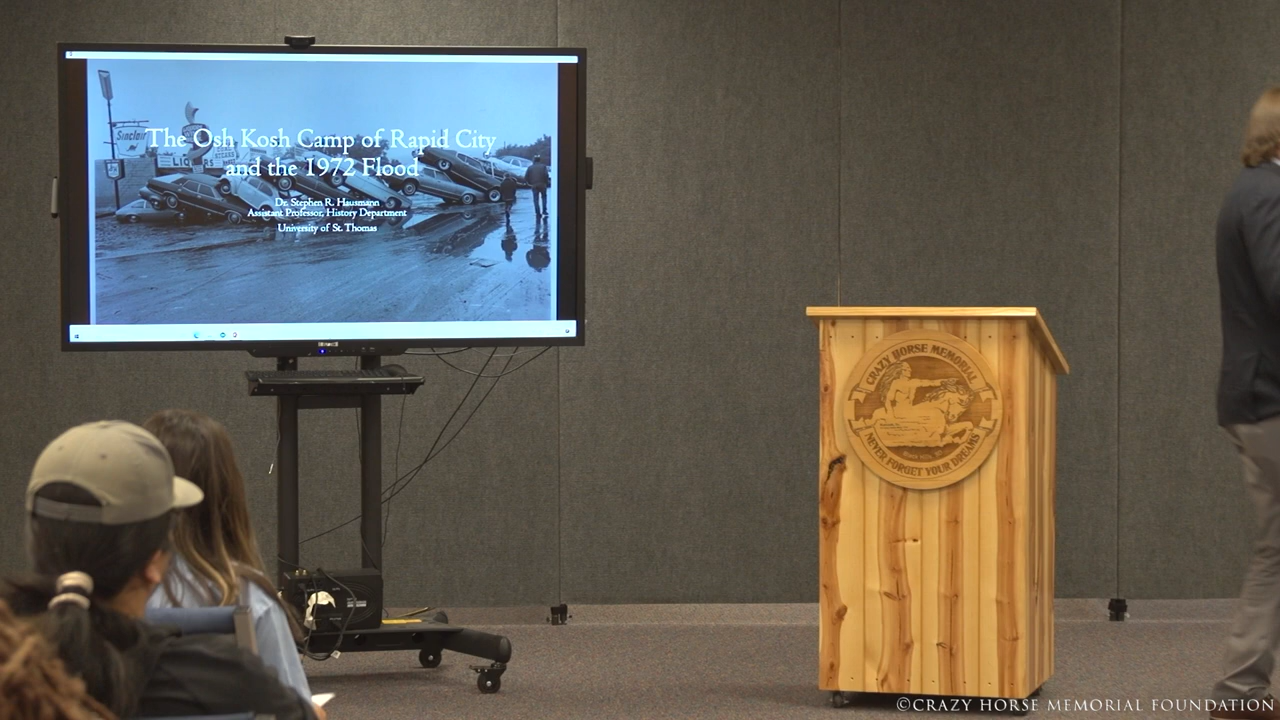 The Osh Kosh Camp of Rapid City
and the 1972 Flood
Dr. Stephen R. Hausmann
Assistant Professor, History Department
University of St. Thomas
Sinclair
LIQUORS
CRAZY HORSE MEMORIAL
NEVER FORGET YOUR DREAMS
©CRAZY HORSE MEMORIAL FOUNDATION